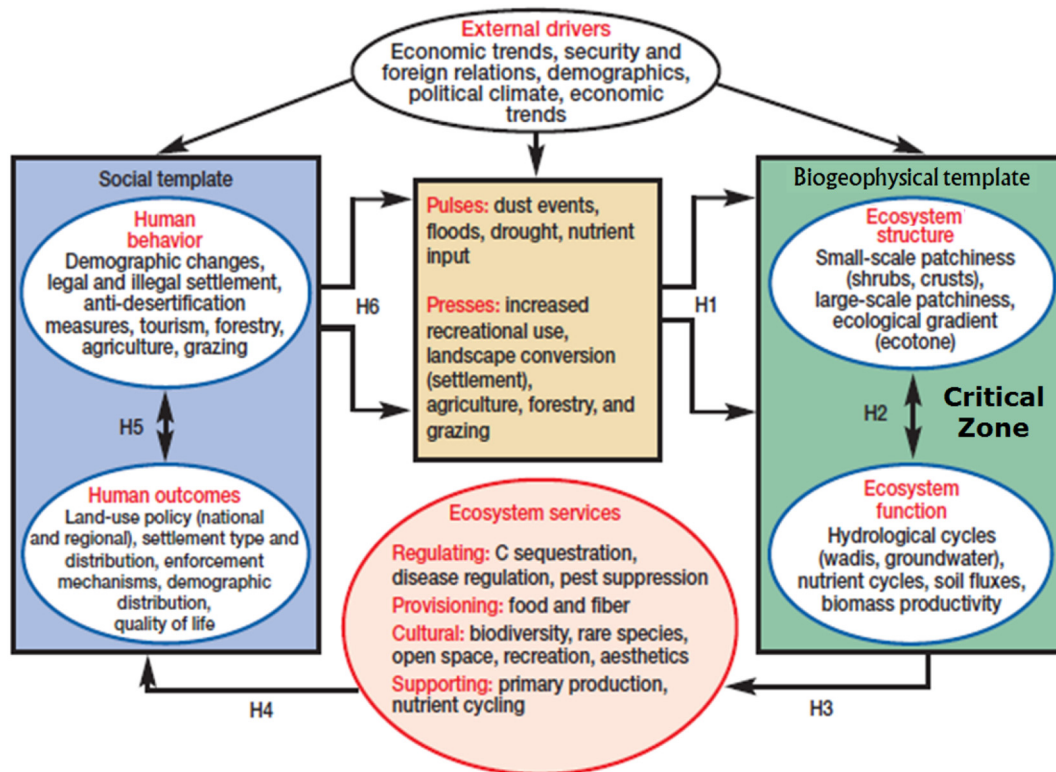 External drivers
Economic trends, security and
foreign relations, demographics,
political climate, economic
trends
Social template
Human
behavior
Demographic changes,
legal and illegal settlement,
anti-desertification
measures, tourism, forestry,
agriculture, grazing
H5
Human outcomes
Land-use policy (national
and regional), settlement type and
distribution, enforcement
mechanisms, demographic
distribution,
quality of life
H6
Pulses: dust events,
floods, drought, nutrient
input
Presses: increased
recreational use,
landscape conversion
(settlement),
agriculture, forestry, and
grazing
H1
Biogeophysical template
Ecosystem
structure
Small-scale patchiness
(shrubs, crusts),
large-scale patchiness,
ecological gradient
(ecotone)
H2
Critical
Zone
Ecosystem
function
Hydrological cycles
(wadis, groundwater),
nutrient cycles, soil fluxes,
biomass productivity
Ecosystem services
Regulating: C sequestration,
disease regulation, pest suppression
Provisioning: food and fiber
Cultural: biodiversity, rare species,
open space, recreation, aesthetics
Supporting: primary production,
nutrient cycling
H4
H3